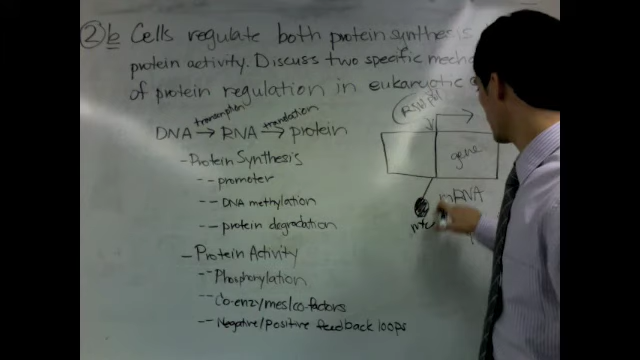 ② b Cells regulate both protein synthesis
protein activity. Discuss two specific mecha
of protein regulation in eukaryotic
transcription translation
DNA → RNA → protein
- Protein Synthesis
-- promoter
-- DNA methylation
-- protein degradation
- Protein Activity
-- Phosphorylation
-- Co-enzymes/co-factors
-- Negative/positive feedback loops
gene
mRNA